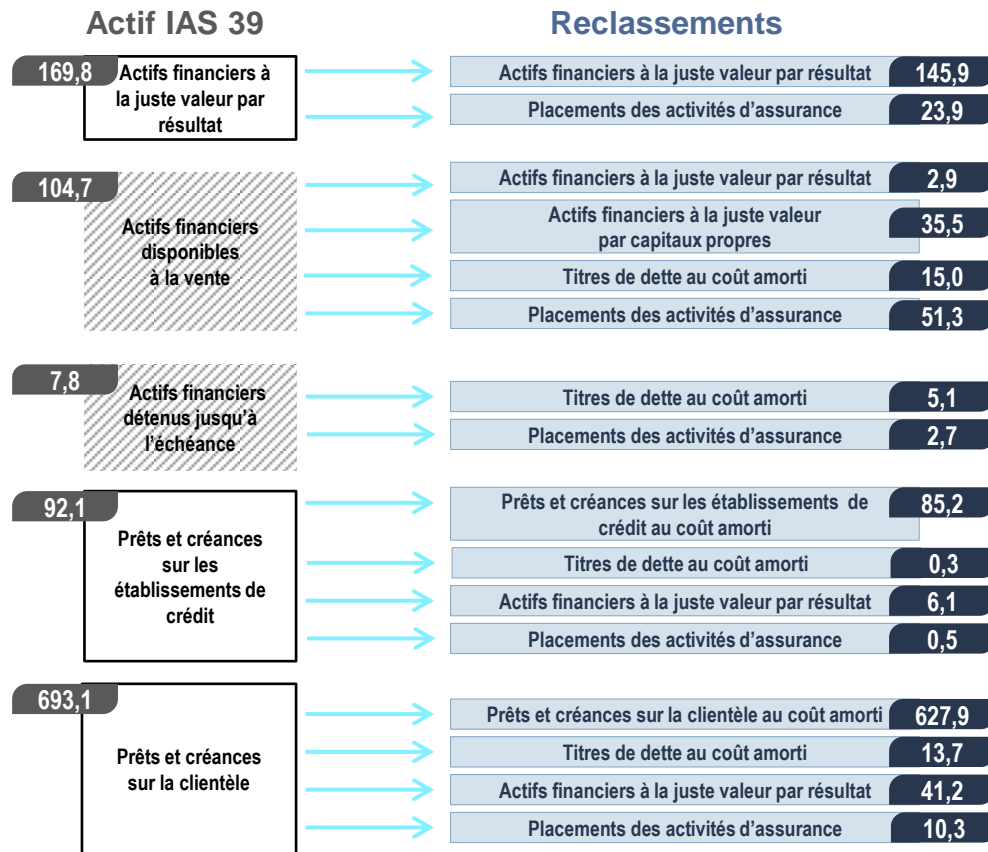 Actif IAS 39
Reclassements
169,8
Actifs financiers à
la juste valeur par
résultat
Actifs financiers à la juste valeur par résultat 145,9
Placements des activités d'assurance 23,9
104,7
Actifs financiers
disponibles
à la vente
Actifs financiers à la juste valeur par résultat 2,9
Actifs financiers à la juste valeur
par capitaux propres
35,5
Titres de dette au coût amorti 15,0
Placements des activités d'assurance 51,3
7,8
Actifs financiers
détenus jusqu'à
l'échéance
Titres de dette au coût amorti 5,1
Placements des activités d'assurance 2,7
92,1
Prêts et créances
sur les
établissements de
crédit
Prêts et créances sur les établissements de
crédit au coût amorti
85,2
Titres de dette au coût amorti 0,3
Actifs financiers à la juste valeur par résultat 6,1
Placements des activités d'assurance 0,5
693,1
Prêts et créances
sur la clientèle
Prêts et créances sur la clientèle au coût amorti 627,9
Titres de dette au coût amorti 13,7
Actifs financiers à la juste valeur par résultat 41,2
Placements des activités d'assurance 10,3